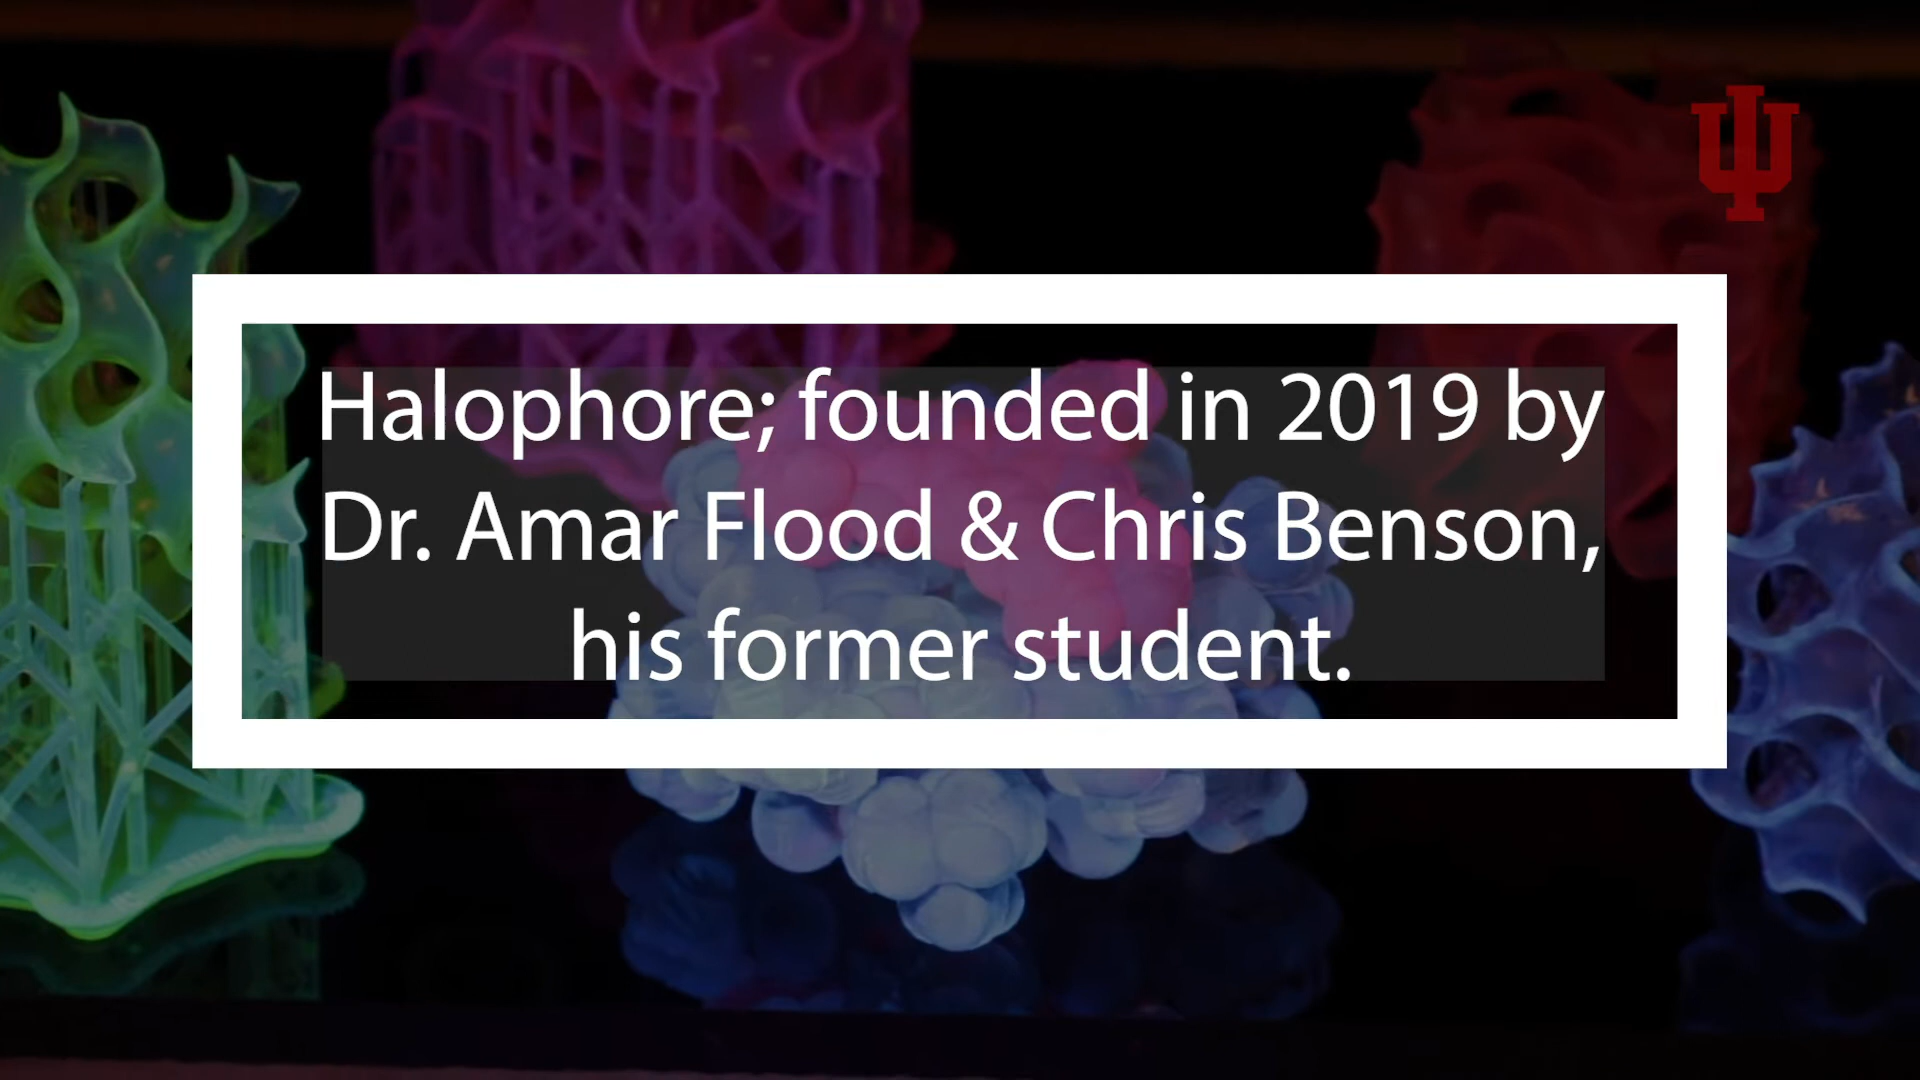 Halophore; founded in 2019 by
Dr. Amar Flood & Chris Benson,
his former student.